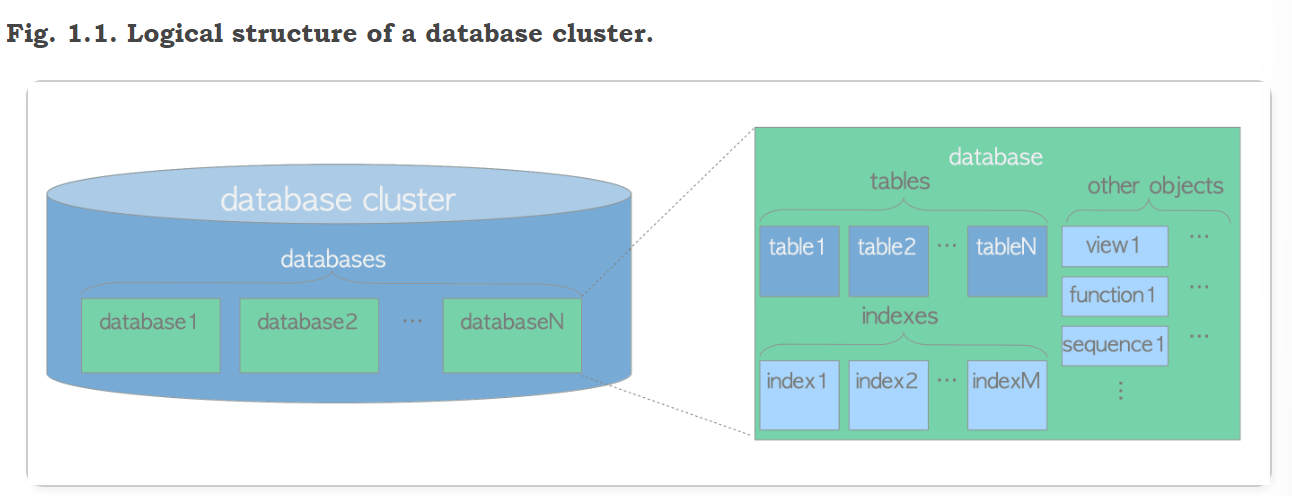 Fig. 1.1. Logical structure of a database cluster.
database cluster
databases
database1
database2
...
databaseN
database
tables
table1
table2
...
tableN
indexes
index1
index2
...
indexM
other objects
view1
...
function1
...
sequence1
...
⋮